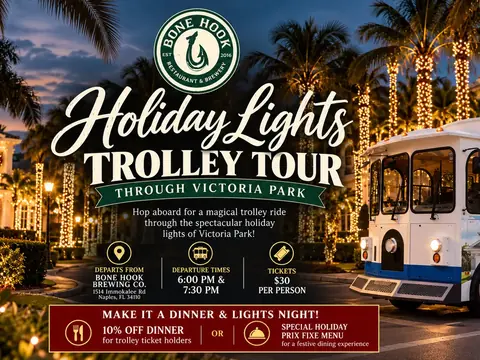 BONE HOOK
EST 2016
RESTAURANT & BREWERY
Holiday Lights
TROLLEY TOUR
THROUGH VICTORIA PARK
Hop aboard for a magical trolley ride
through the spectacular holiday
lights of Victoria Park!
DEPARTS FROM
BONE HOOK
BREWING CO.
1514 Immokalee Rd
Naples, FL 34110
DEPARTURE TIMES
6:00 PM &
7:30 PM
TICKETS
$30
PER PERSON
MAKE IT A DINNER & LIGHTS NIGHT!
10% OFF DINNER
for trolley ticket holders
OR
SPECIAL HOLIDAY
PRIX FIXE MENU
for a festive dining experience